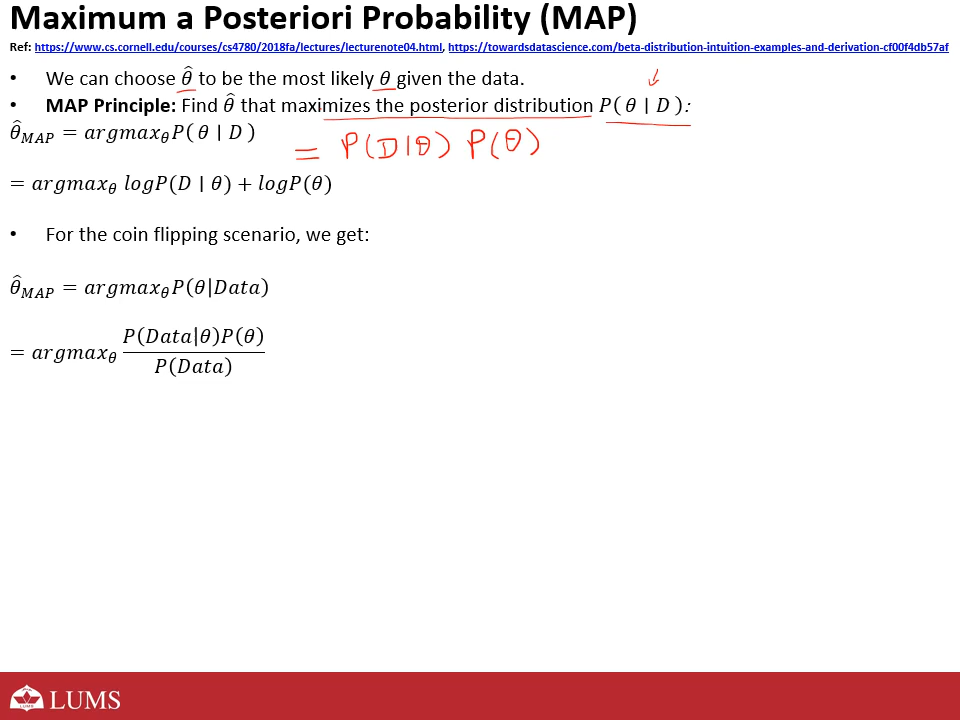 Maximum a Posteriori Probability (MAP)
Ref: https://www.cs.cornell.edu/courses/cs4780/2018fa/lectures/lecturenote04.html, https://towardsdatascience.com/beta-distribution-intuition-examples-and-derivation-cf00f4db57af
• We can choose θ̂ to be the most likely θ given the data.
• MAP Principle: Find θ̂ that maximizes the posterior distribution P( θ ∣ D ):
θ̂_MAP = argmax_θ P( θ ∣ D )
= P(D|θ) P(θ)
= argmax_θ logP(D ∣ θ) + logP(θ)
• For the coin flipping scenario, we get:
θ̂_MAP = argmax_θ P(θ|Data)
= argmax_θ P(Data|θ)P(θ)
P(Data)
LUMS